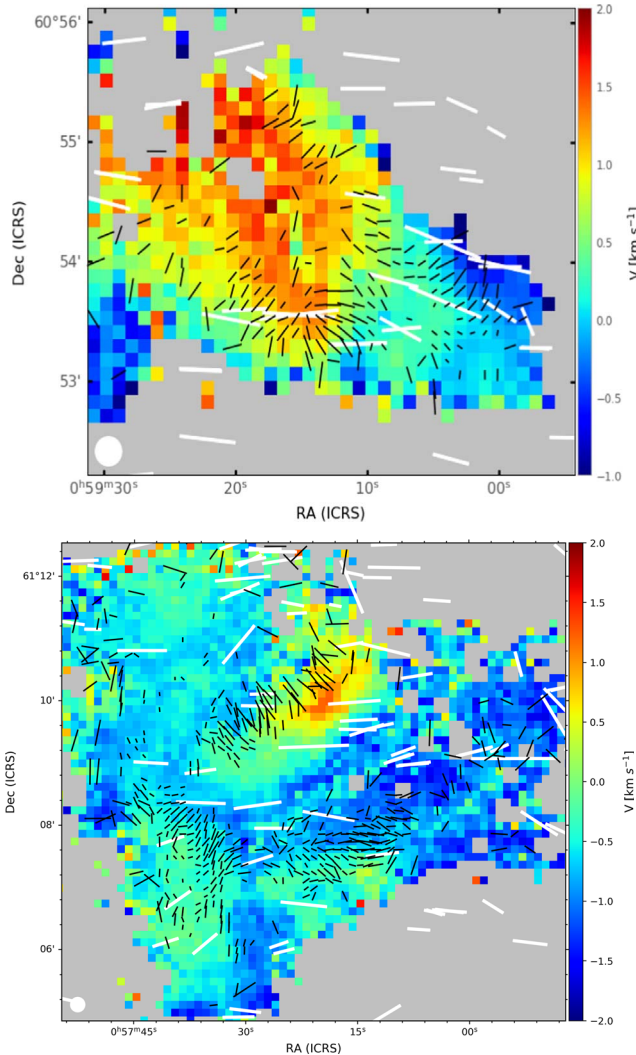 60°56'
55'
54'
53'
Dec (ICRS)
0ʰ59ᵐ30ˢ
20ˢ
10ˢ
00ˢ
RA (ICRS)
2.0
1.5
1.0
0.5
0.0
−0.5
−1.0
V [km s⁻¹]
61°12'
10'
08'
06'
Dec (ICRS)
0ʰ57ᵐ45ˢ
30ˢ
15ˢ
00ˢ
RA (ICRS)
2.0
1.5
1.0
0.5
0.0
−0.5
−1.0
−1.5
−2.0
V [km s⁻¹]